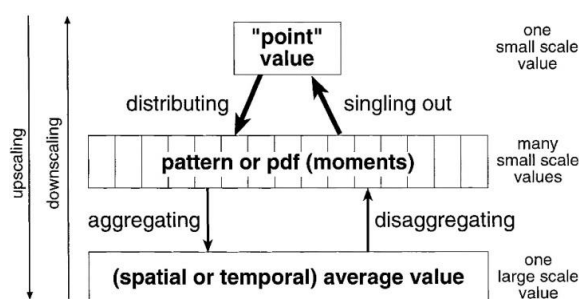 "point"
value
one
small scale
value
distributing
singling out
upscaling
downscaling
pattern or pdf (moments)
many
small scale
values
aggregating
disaggregating
(spatial or temporal) average value
one
large scale
value